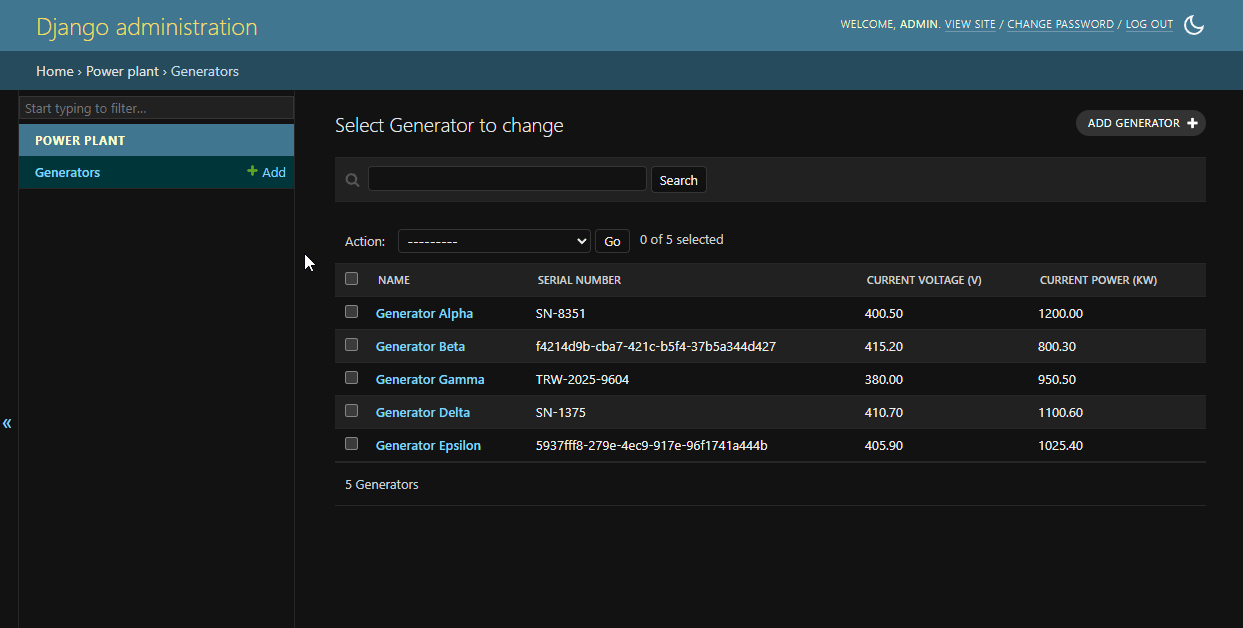 Django administration
WELCOME, ADMIN. VIEW SITE / CHANGE PASSWORD / LOG OUT
Home › Power plant › Generators
Start typing to filter...
POWER PLANT
Generators + Add
«
Select Generator to change
ADD GENERATOR +
Search
Action: --------- Go 0 of 5 selected
NAME SERIAL NUMBER CURRENT VOLTAGE (V) CURRENT POWER (KW)
Generator Alpha SN-8351 400.50 1200.00
Generator Beta f4214d9b-cba7-421c-b5f4-37b5a344d427 415.20 800.30
Generator Gamma TRW-2025-9604 380.00 950.50
Generator Delta SN-1375 410.70 1100.60
Generator Epsilon 5937fff8-279e-4ec9-917e-96f1741a444b 405.90 1025.40
5 Generators